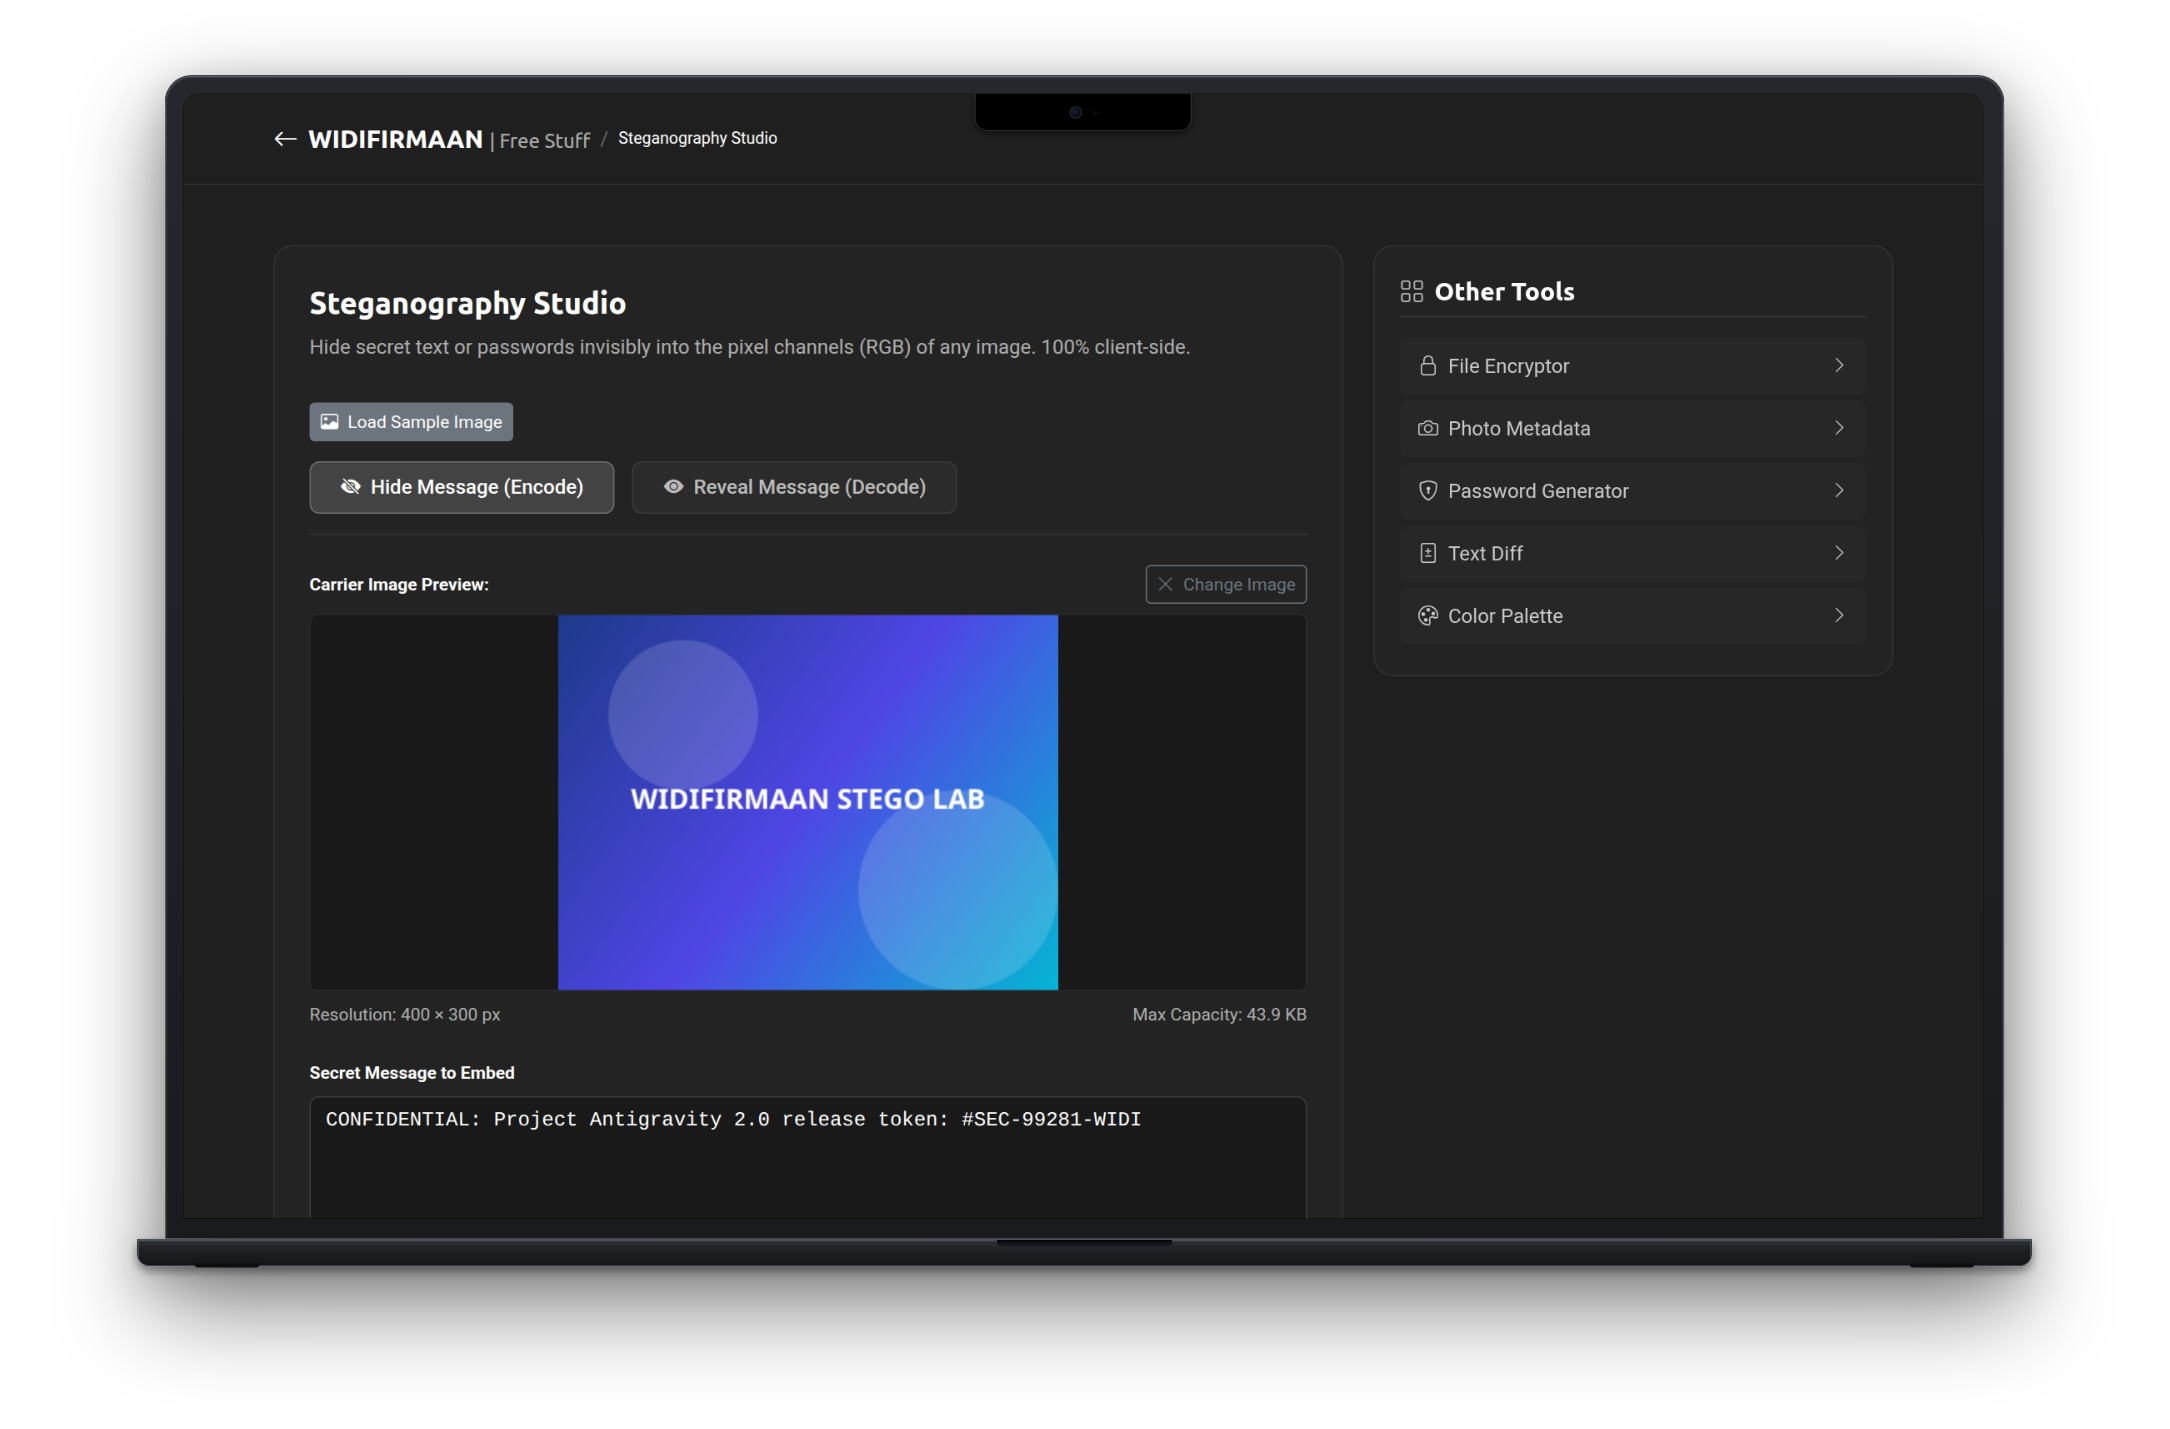 WIDIFIRMAAN | Free Stuff / Steganography Studio
Steganography Studio
Hide secret text or passwords invisibly into the pixel channels (RGB) of any image. 100% client-side.
Load Sample Image
Hide Message (Encode)
Reveal Message (Decode)
Carrier Image Preview:
Change Image
WIDIFIRMAAN STEGO LAB
Resolution: 400 × 300 px
Max Capacity: 43.9 KB
Secret Message to Embed
CONFIDENTIAL: Project Antigravity 2.0 release token: #SEC-99281-WIDI
Other Tools
File Encryptor
Photo Metadata
Password Generator
Text Diff
Color Palette